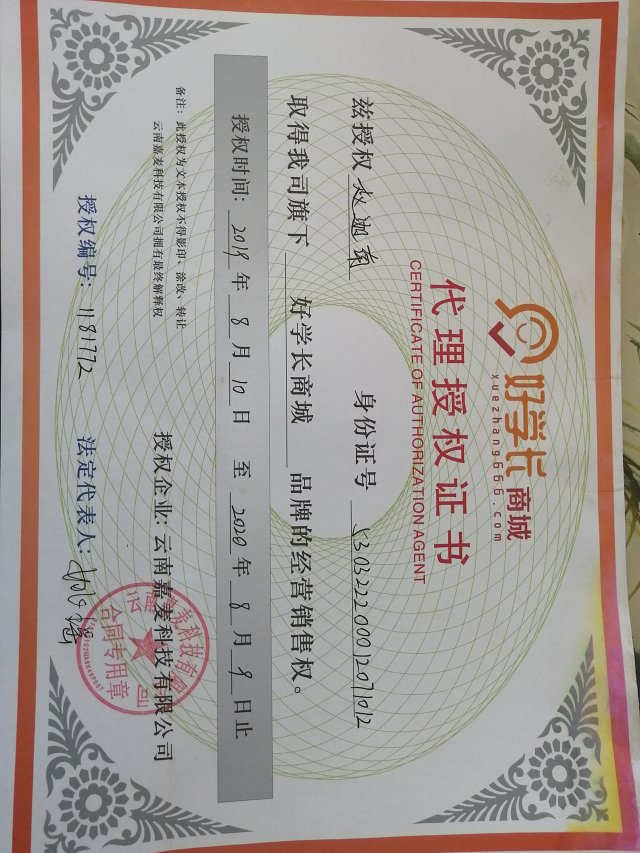 好学长商城
xuezhang666.com
代理授权证书
CERTIFICATE OF AUTHORIZATION AGENT
兹授权 赵迦南 身份证号 530322200012071012
取得我司旗下 好学长商城 品牌的经营销售权。
授权时间: 2019 年 8 月 10 日 至 2020 年 8 月 9 日止
备注: 此授权为文本授权不得影印、涂改、转让
云南嘉麦科技有限公司拥有最终解释权
授权企业: 云南嘉麦科技有限公司
云南嘉麦科技有限公司
合同专用章
授权编号: 1181772 法定代表人: 姚瑶